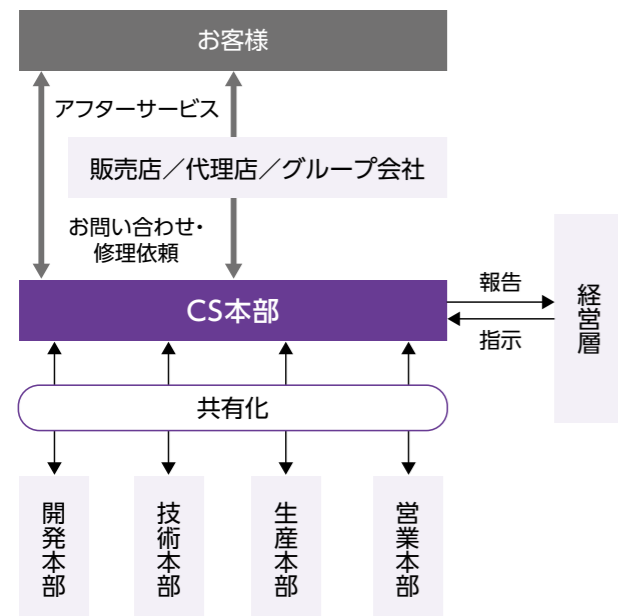 お客様
アフターサービス
販売店／代理店／グループ会社
お問い合わせ・
修理依頼
CS本部
報告
指示
経営層
共有化
開発本部
技術本部
生産本部
営業本部